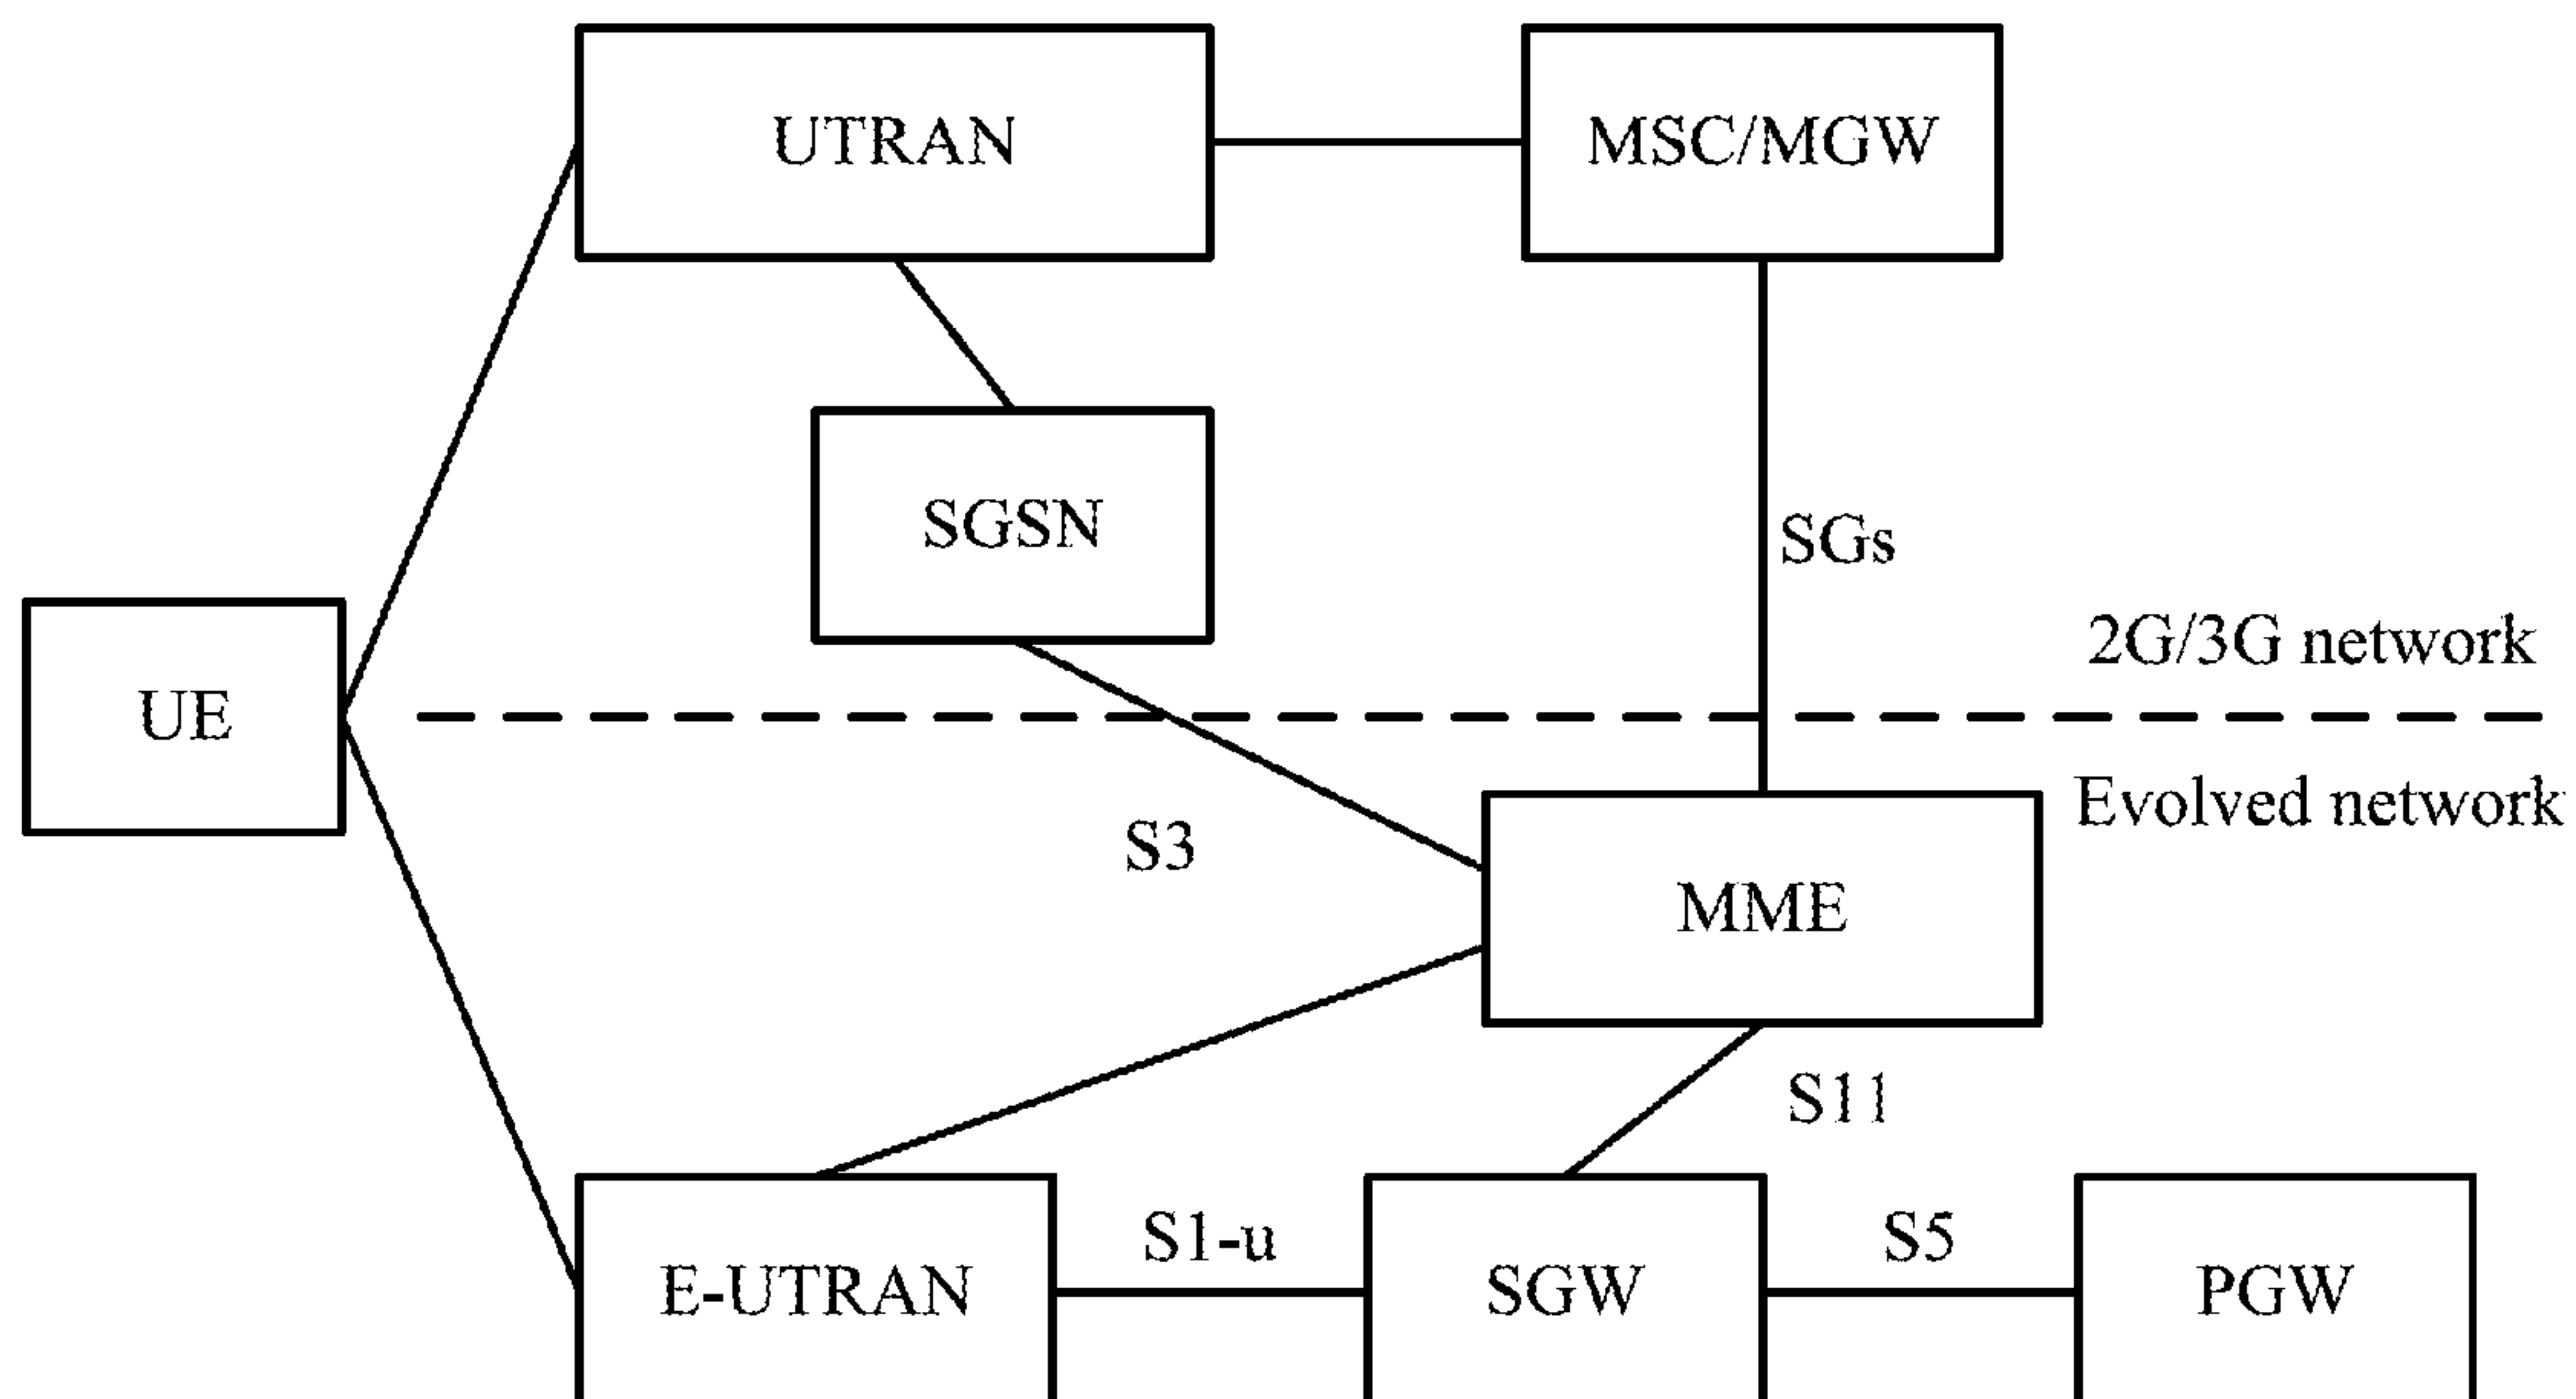 UTRAN
MSC/MGW
SGSN
SGs
2G/3G network
UE
Evolved network
S3
MME
S11
S1-u
S5
E-UTRAN
SGW
PGW